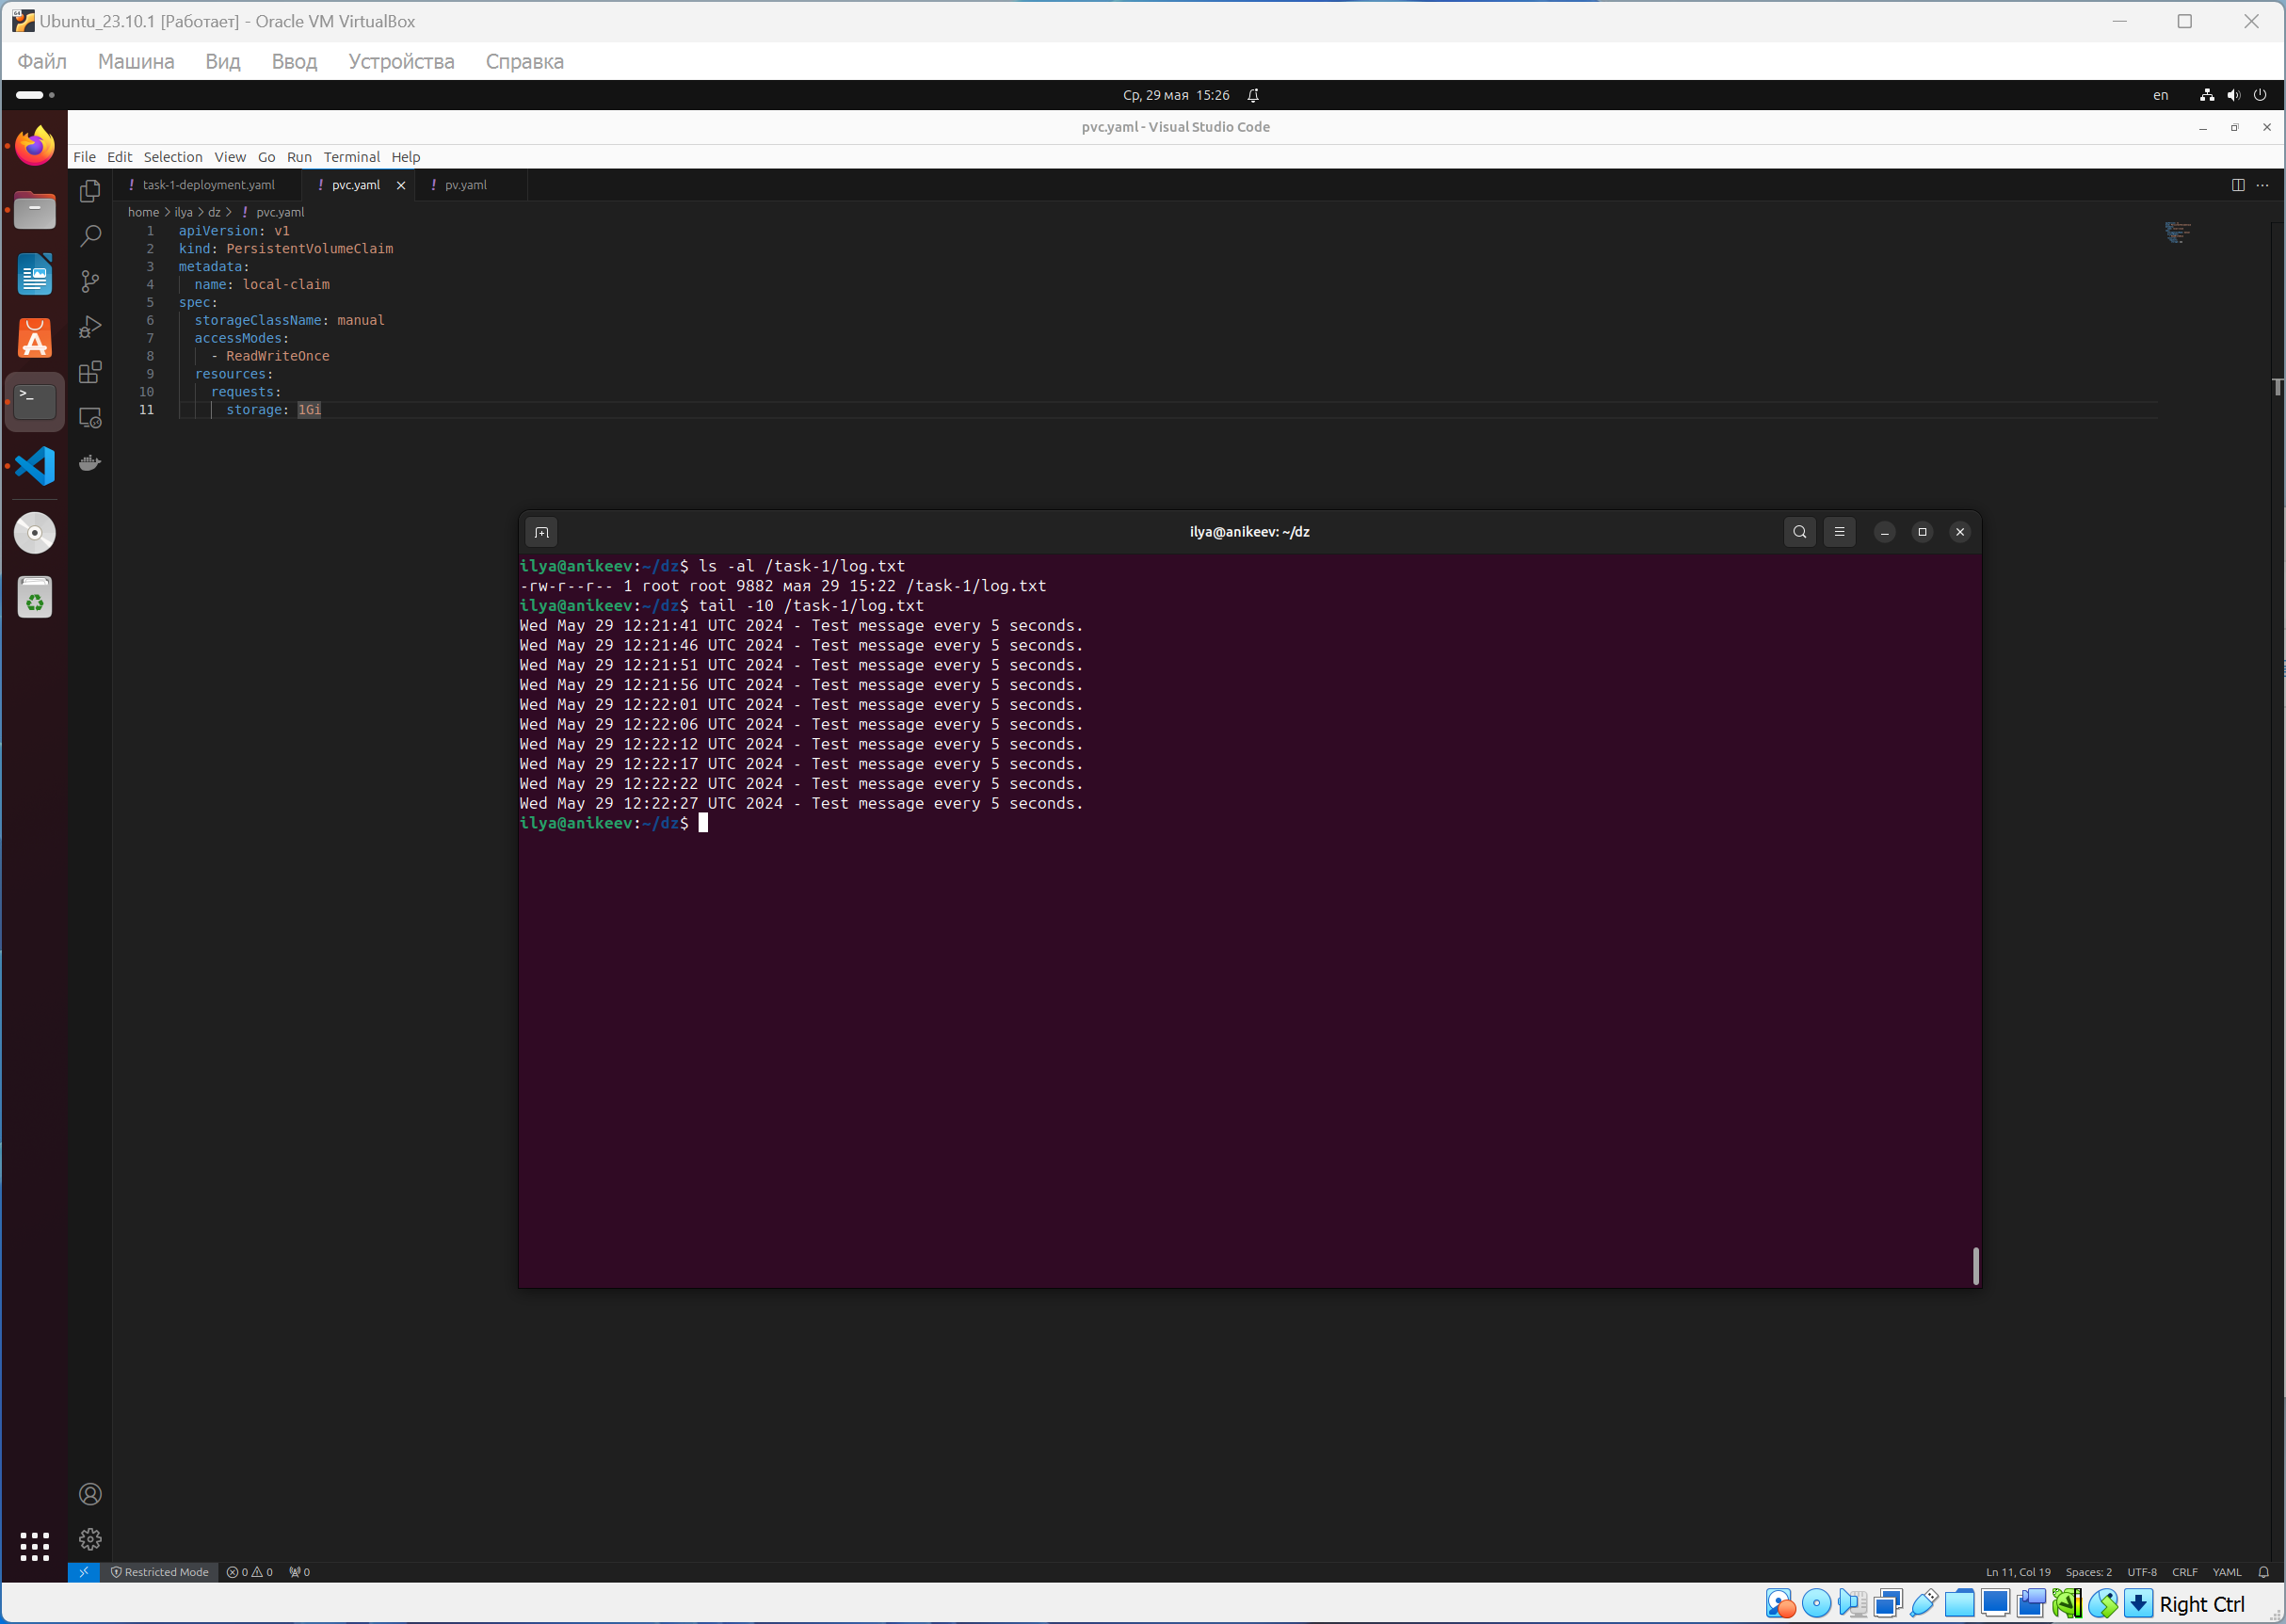 Ubuntu_23.10.1 [Работает] - Oracle VM VirtualBox
Файл Машина Вид Ввод Устройства Справка
Ср, 29 мая 15:26
en
pvc.yaml - Visual Studio Code
File Edit Selection View Go Run Terminal Help
! task-1-deployment.yaml ! pvc.yaml ! pv.yaml
home > ilya > dz > ! pvc.yaml
1 apiVersion: v1
2 kind: PersistentVolumeClaim
3 metadata:
4 name: local-claim
5 spec:
6 storageClassName: manual
7 accessModes:
8 - ReadWriteOnce
9 resources:
10 requests:
11 storage: 1Gi
ilya@anikeev: ~/dz
ilya@anikeev:~/dz$ ls -al /task-1/log.txt
-rw-r--r-- 1 root root 9882 мая 29 15:22 /task-1/log.txt
ilya@anikeev:~/dz$ tail -10 /task-1/log.txt
Wed May 29 12:21:41 UTC 2024 - Test message every 5 seconds.
Wed May 29 12:21:46 UTC 2024 - Test message every 5 seconds.
Wed May 29 12:21:51 UTC 2024 - Test message every 5 seconds.
Wed May 29 12:21:56 UTC 2024 - Test message every 5 seconds.
Wed May 29 12:22:01 UTC 2024 - Test message every 5 seconds.
Wed May 29 12:22:06 UTC 2024 - Test message every 5 seconds.
Wed May 29 12:22:12 UTC 2024 - Test message every 5 seconds.
Wed May 29 12:22:17 UTC 2024 - Test message every 5 seconds.
Wed May 29 12:22:22 UTC 2024 - Test message every 5 seconds.
Wed May 29 12:22:27 UTC 2024 - Test message every 5 seconds.
ilya@anikeev:~/dz$
Restricted Mode 0 0 0
Ln 11, Col 19 Spaces: 2 UTF-8 CRLF YAML
Right Ctrl